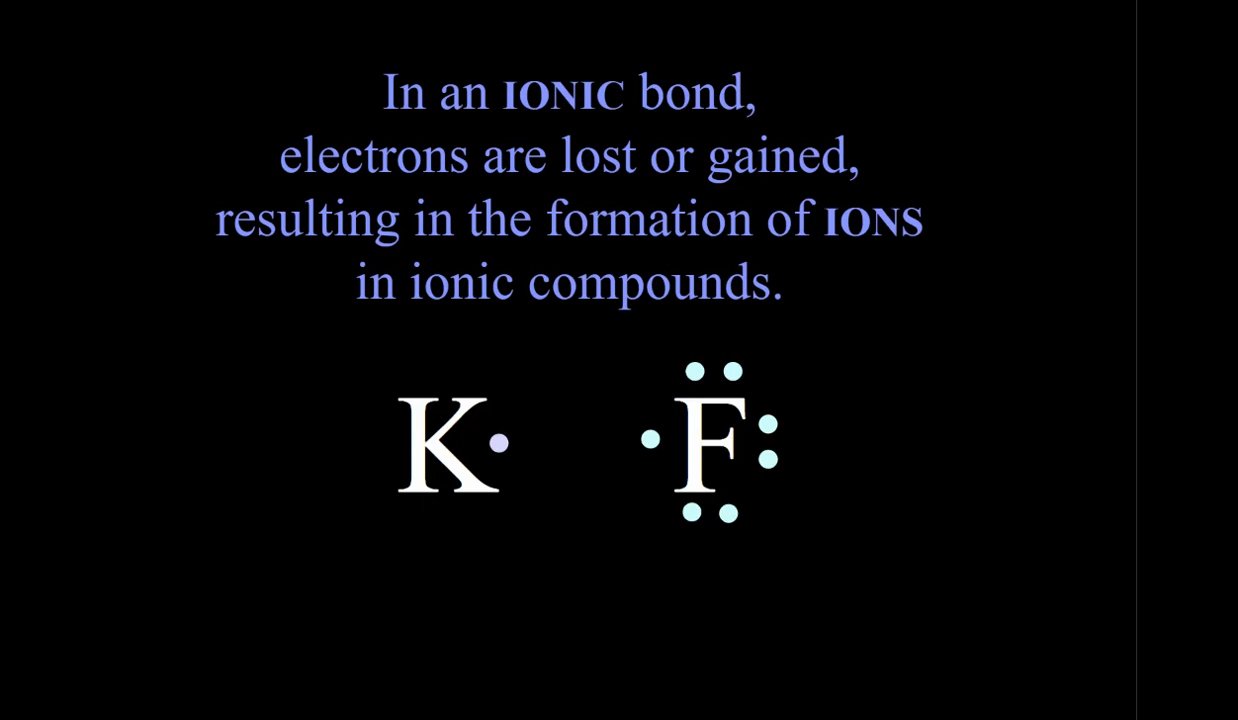 In an IONIC bond,
electrons are lost or gained,
resulting in the formation of IONS
in ionic compounds.
K F